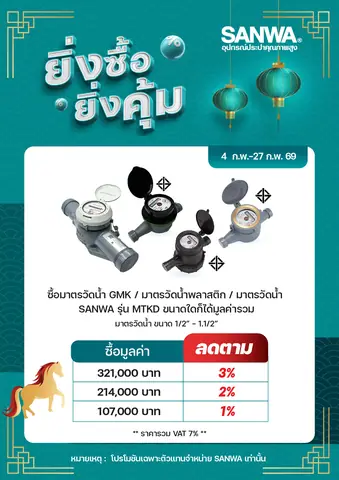 SANWA®
อุปกรณ์ประปาคุณภาพสูง
ยิ่งซื้อ
%
ยิ่งคุ้ม
4 ก.พ.-27 ก.พ. 69
ซื้อมาตรวัดน้ำ GMK / มาตรวัดน้ำพลาสติก / มาตรวัดน้ำ
SANWA รุ่น MTKD ขนาดใดก็ได้มูลค่ารวม
มาตรวัดน้ำ ขนาด 1/2" - 1.1/2"
ซื้อมูลค่า ลดตาม
321,000 บาท 3%
214,000 บาท 2%
107,000 บาท 1%
** ราคารวม VAT 7% **
หมายเหตุ : โปรโมชันเฉพาะตัวแทนจำหน่าย SANWA เท่านั้น